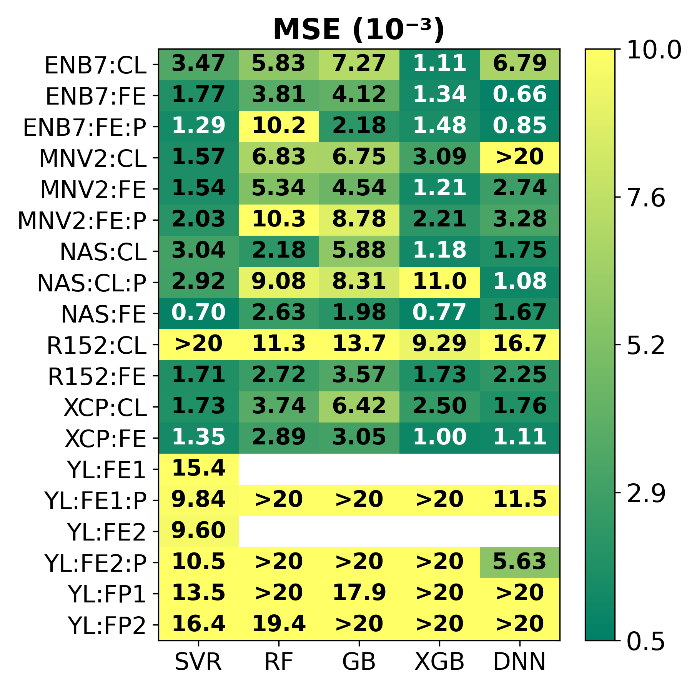 MSE (10⁻³)
ENB7:CL 3.47 5.83 7.27 1.11 6.79
ENB7:FE 1.77 3.81 4.12 1.34 0.66
ENB7:FE:P 1.29 10.2 2.18 1.48 0.85
MNV2:CL 1.57 6.83 6.75 3.09 >20
MNV2:FE 1.54 5.34 4.54 1.21 2.74
MNV2:FE:P 2.03 10.3 8.78 2.21 3.28
NAS:CL 3.04 2.18 5.88 1.18 1.75
NAS:CL:P 2.92 9.08 8.31 11.0 1.08
NAS:FE 0.70 2.63 1.98 0.77 1.67
R152:CL >20 11.3 13.7 9.29 16.7
R152:FE 1.71 2.72 3.57 1.73 2.25
XCP:CL 1.73 3.74 6.42 2.50 1.76
XCP:FE 1.35 2.89 3.05 1.00 1.11
YL:FE1 15.4
YL:FE1:P 9.84 >20 >20 >20 11.5
YL:FE2 9.60
YL:FE2:P 10.5 >20 >20 >20 5.63
YL:FP1 13.5 >20 17.9 >20 >20
YL:FP2 16.4 19.4 >20 >20 >20
SVR RF GB XGB DNN
10.0
7.6
5.2
2.9
0.5